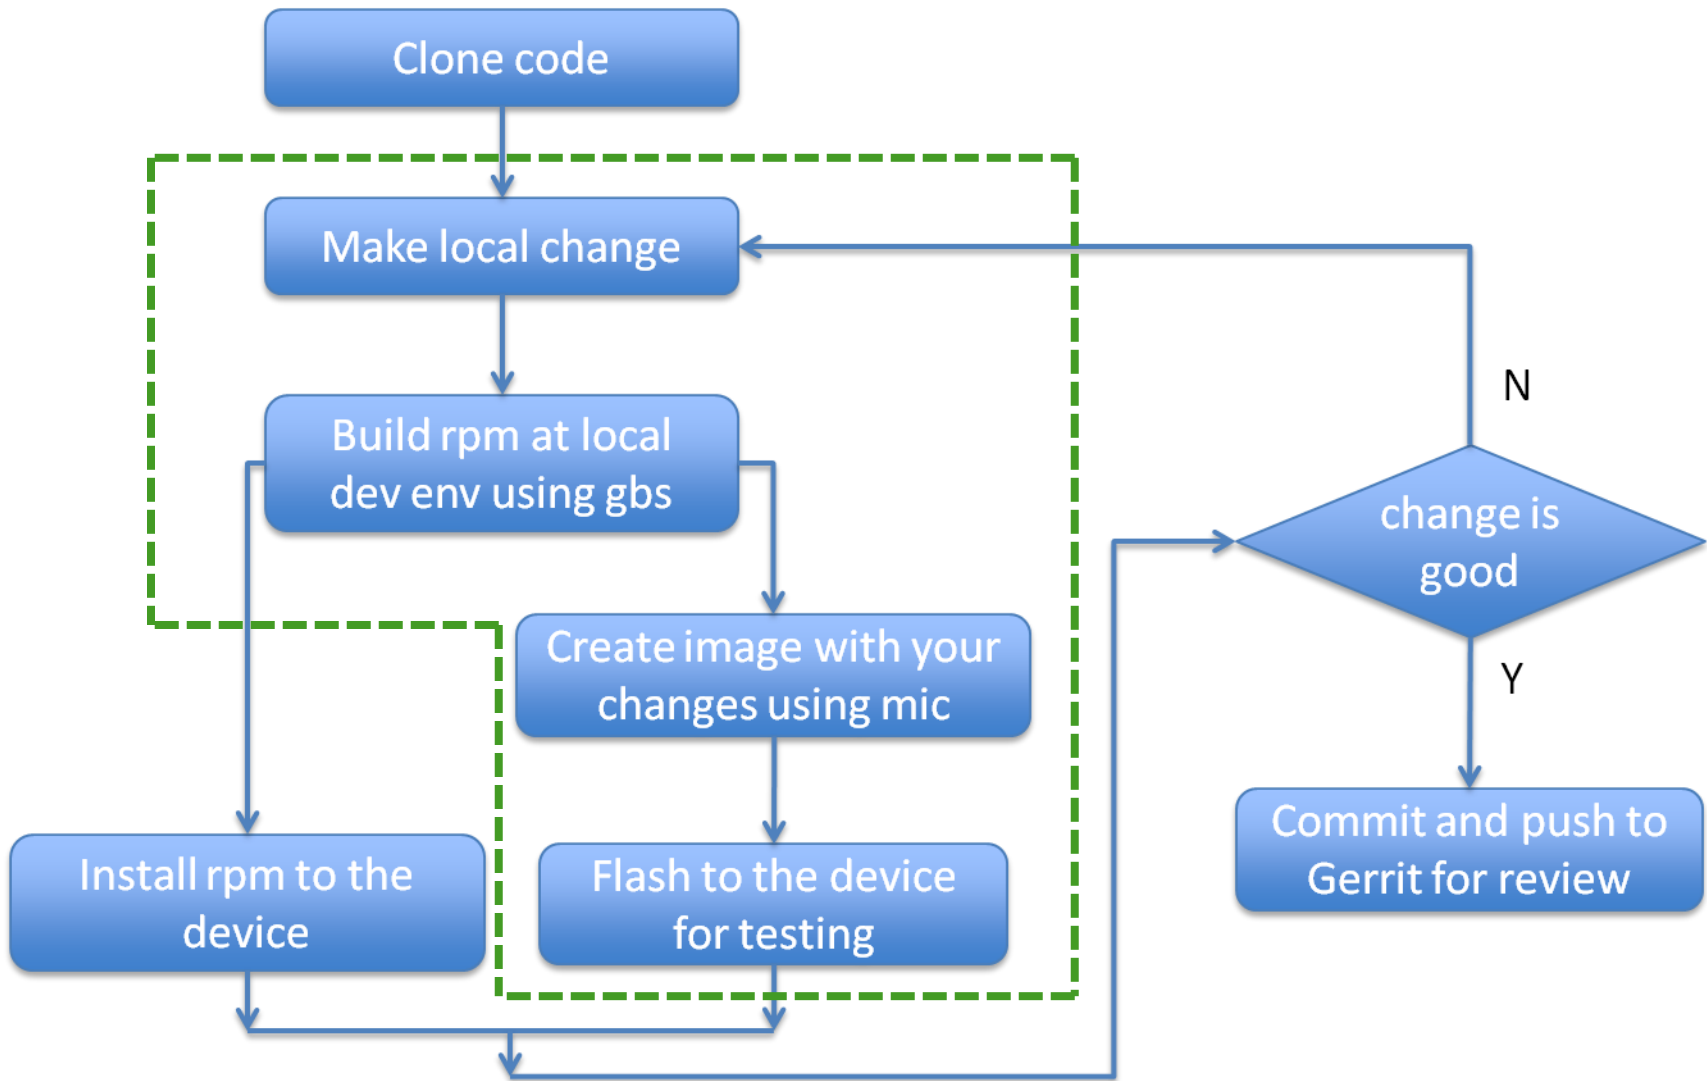 Clone code
Make local change
Build rpm at local
dev env using gbs
Create image with your
changes using mic
Install rpm to the
device
Flash to the device
for testing
N
change is
good
Y
Commit and push to
Gerrit for review